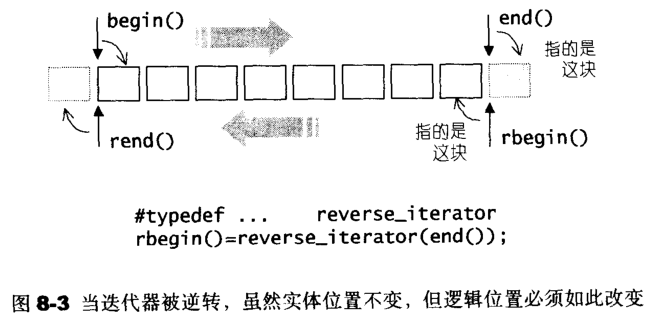 begin()
end()
指的是
这块
rend()
指的是
这块
rbegin()
#typedef ... reverse_iterator
rbegin()=reverse_iterator(end());
图 8-3 当迭代器被逆转，虽然实体位置不变，但逻辑位置必须如此改变